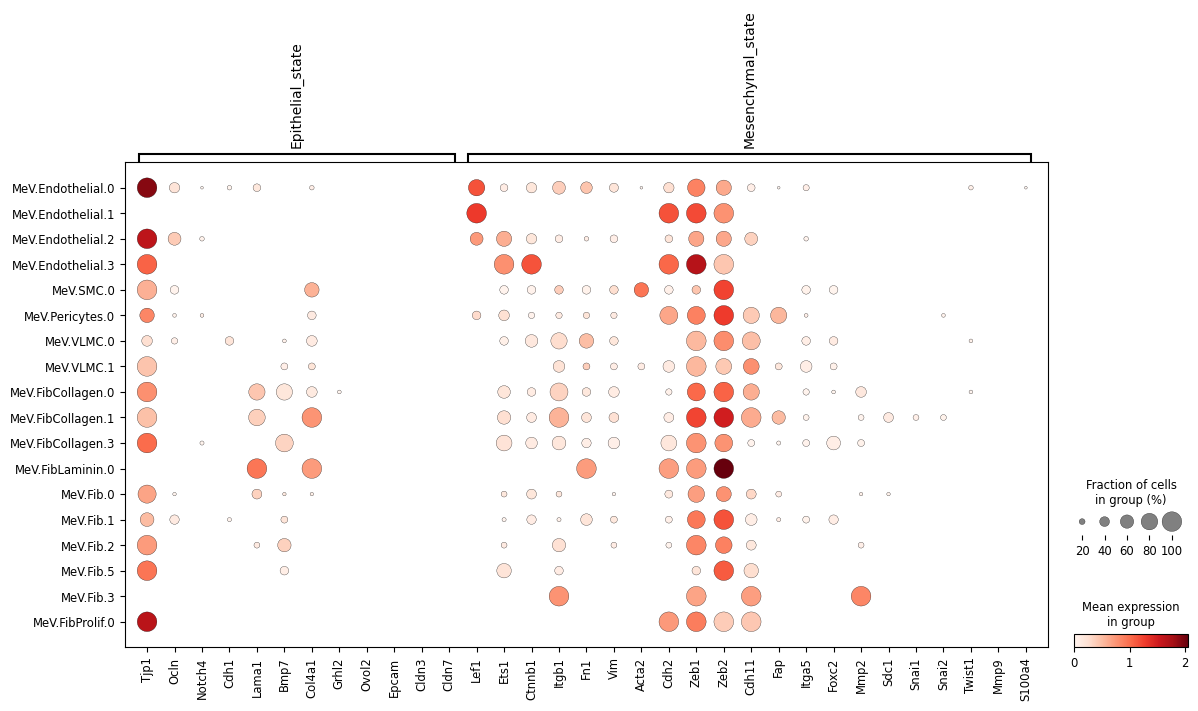 Epithelial_state
Mesenchymal_state
MeV.Endothelial.0
MeV.Endothelial.1
MeV.Endothelial.2
MeV.Endothelial.3
MeV.SMC.0
MeV.Pericytes.0
MeV.VLMC.0
MeV.VLMC.1
MeV.FibCollagen.0
MeV.FibCollagen.1
MeV.FibCollagen.3
MeV.FibLaminin.0
MeV.Fib.0
MeV.Fib.1
MeV.Fib.2
MeV.Fib.5
MeV.Fib.3
MeV.FibProlif.0
Tjp1
Ocln
Notch4
Cdh1
Lama1
Bmp7
Col4a1
Grhl2
Ovol2
Epcam
Cldn3
Cldn7
Lef1
Ets1
Ctnnb1
Itgb1
Fn1
Vim
Acta2
Cdh2
Zeb1
Zeb2
Cdh11
Fap
Itga5
Foxc2
Mmp2
Sdc1
Snai1
Snai2
Twist1
Mmp9
S100a4
Fraction of cells
in group (%)
20 40 60 80 100
Mean expression
in group
0 1 2